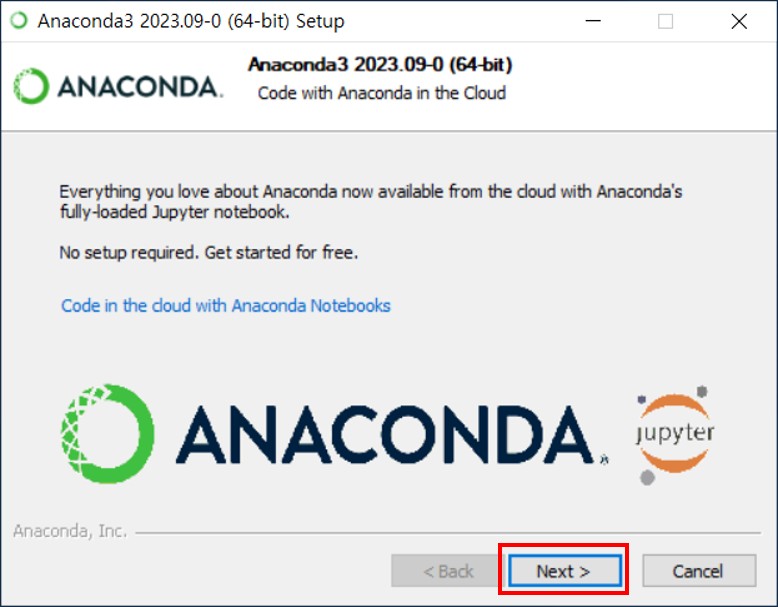 Anaconda3 2023.09-0 (64-bit) Setup
ANACONDA.
Anaconda3 2023.09-0 (64-bit)
Code with Anaconda in the Cloud
Everything you love about Anaconda now available from the cloud with Anaconda's
fully-loaded Jupyter notebook.
No setup required. Get started for free.
Code in the cloud with Anaconda Notebooks
ANACONDA®
jupyter
Anaconda, Inc.
< Back
Next >
Cancel